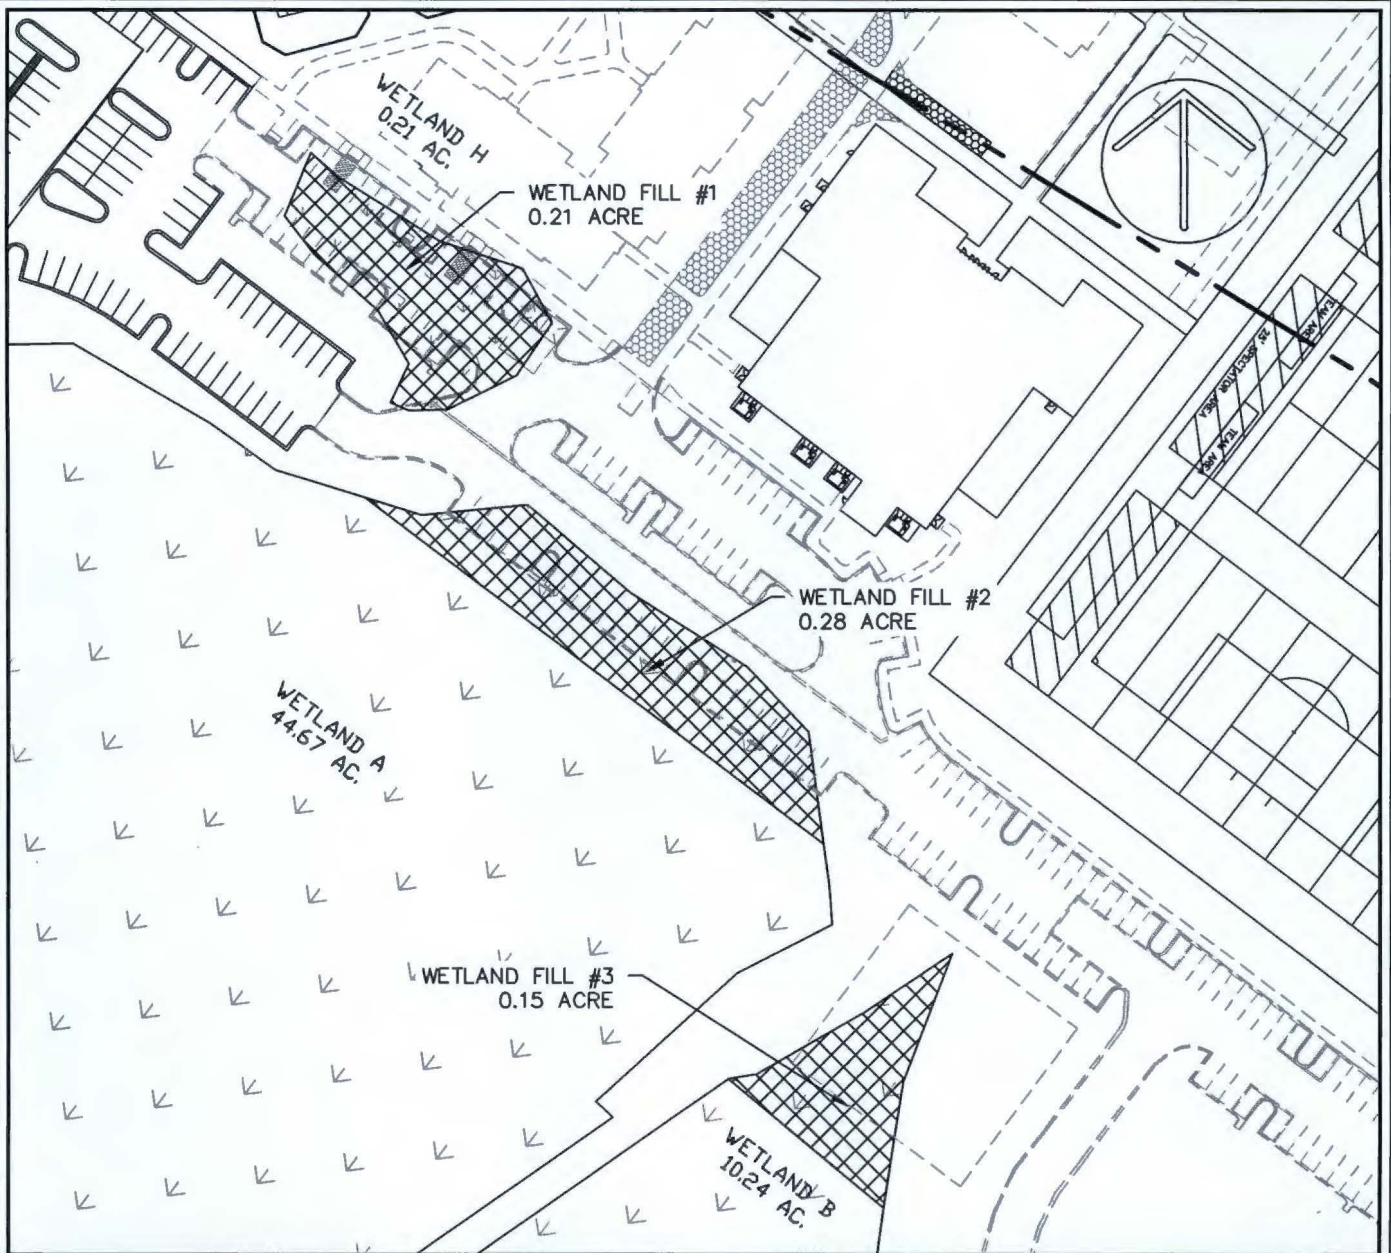 WETLAND H
0.21 AC.
WETLAND FILL #1
0.21 ACRE
TEAM AREA
25' SPECTATOR AREA
TEAM AREA
WETLAND FILL #2
0.28 ACRE
WETLAND A
44.67 AC.
WETLAND FILL #3
0.15 ACRE
WETLAND B
10.24 AC.